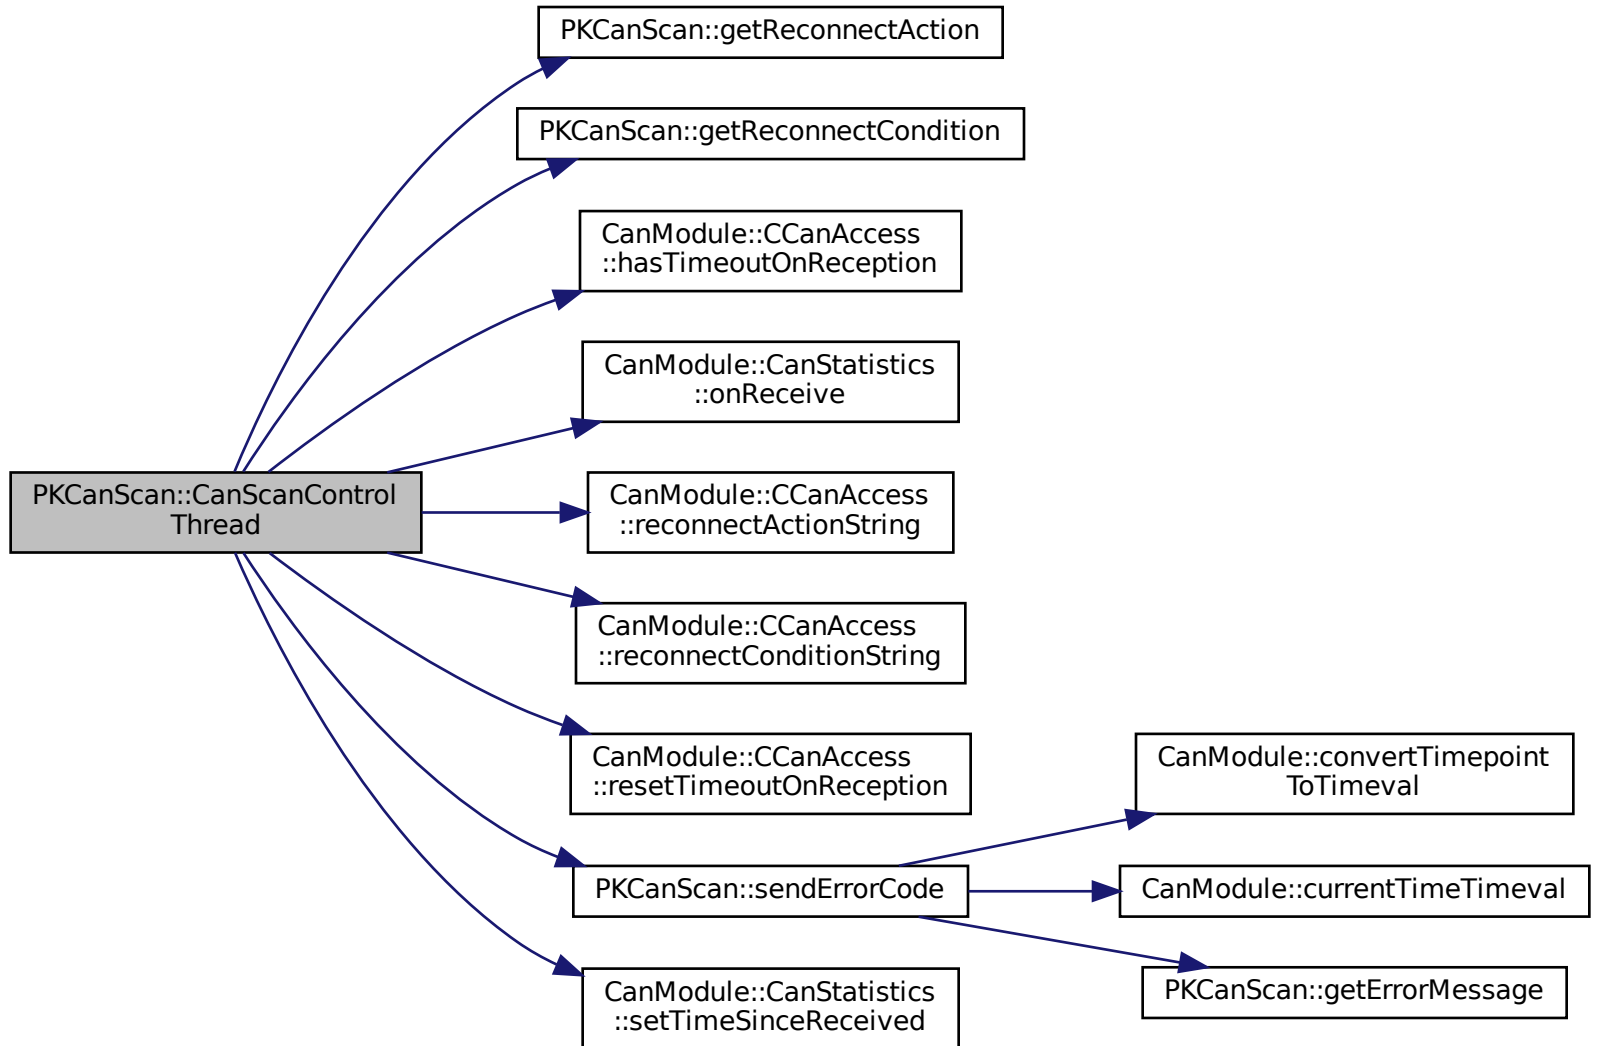 PKCanScan::getReconnectAction
PKCanScan::getReconnectCondition
CanModule::CCanAccess
::hasTimeoutOnReception
CanModule::CanStatistics
::onReceive
PKCanScan::CanScanControl
Thread
CanModule::CCanAccess
::reconnectActionString
CanModule::CCanAccess
::reconnectConditionString
CanModule::CCanAccess
::resetTimeoutOnReception
CanModule::convertTimepoint
ToTimeval
PKCanScan::sendErrorCode
CanModule::currentTimeTimeval
PKCanScan::getErrorMessage
CanModule::CanStatistics
::setTimeSinceReceived